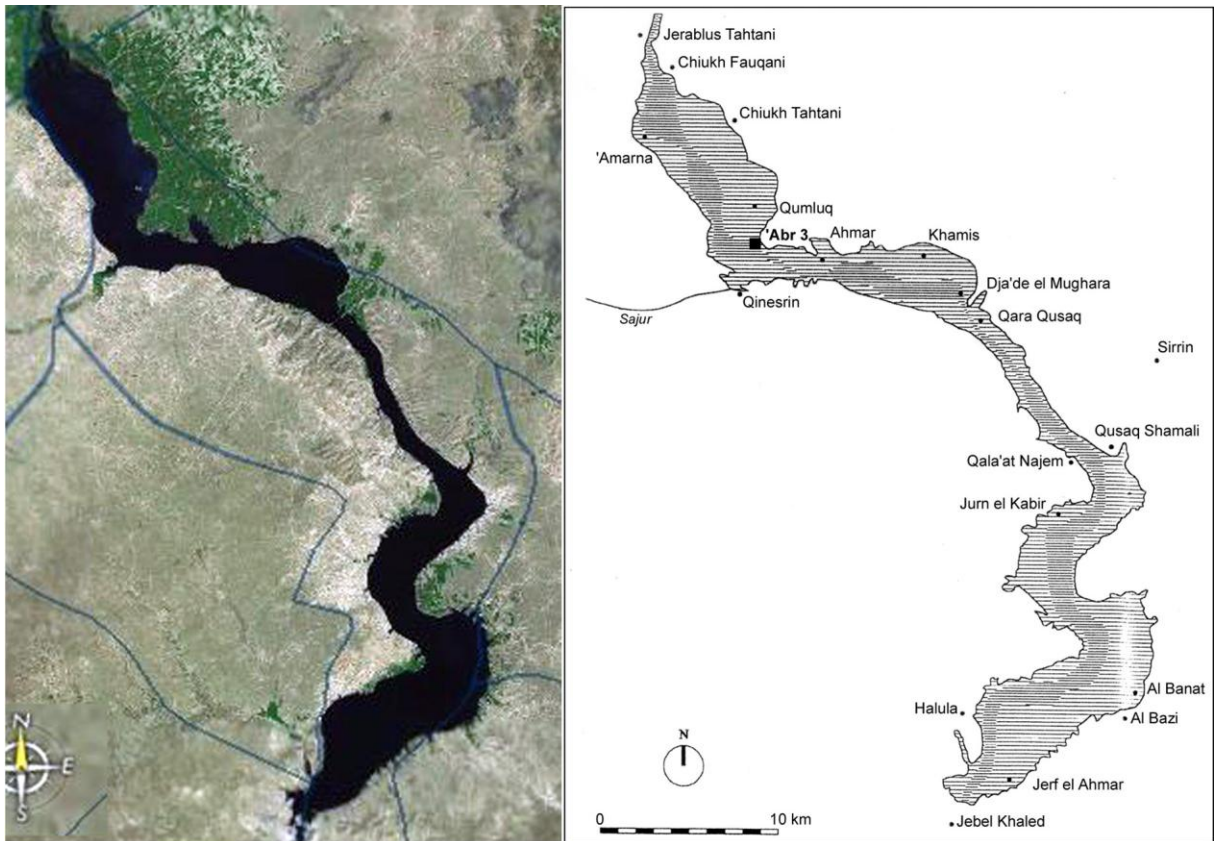 N
E
S
Jerablus Tahtani
Chiukh Fauqani
Chiukh Tahtani
'Amarna
Qumluq
'Abr 3
Ahmar
Khamis
Dja'de el Mughara
Qinesrin
Sajur
Qara Qusaq
Sirrin
Qusaq Shamali
Qala'at Najem
Jurn el Kabir
Al Banat
Halula
Al Bazi
N
Jerf el Ahmar
0 10 km
Jebel Khaled